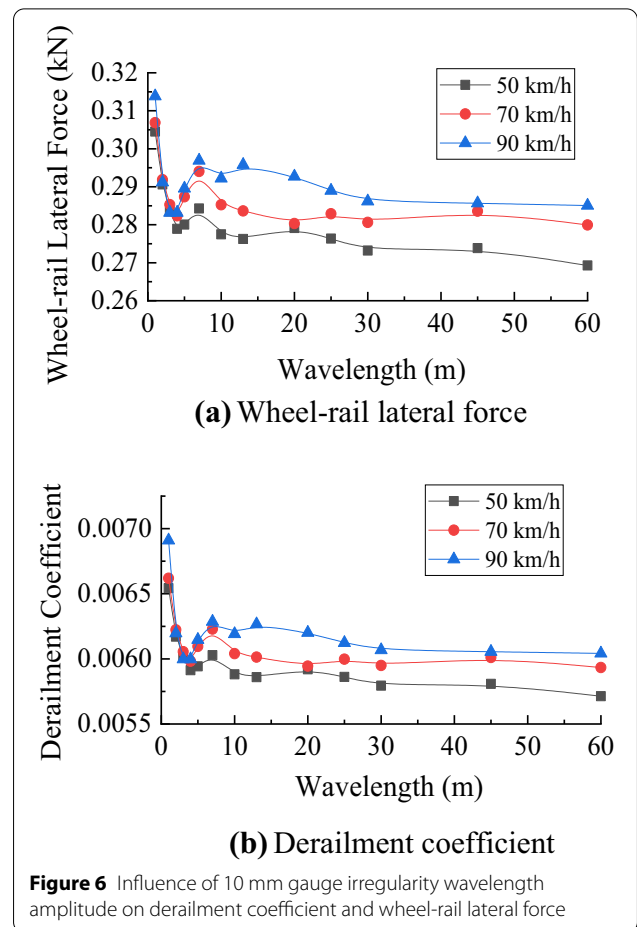 0.32
0.31
0.30
0.29
0.28
0.27
0.26
Wheel-rail Lateral Force (kN)
50 km/h
70 km/h
90 km/h
0 10 20 30 40 50 60
Wavelength (m)
(a) Wheel-rail lateral force
0.0070
0.0065
0.0060
0.0055
Derailment Coefficient
50 km/h
70 km/h
90 km/h
0 10 20 30 40 50 60
Wavelength (m)
(b) Derailment coefficient
Figure 6 Influence of 10 mm gauge irregularity wavelength
amplitude on derailment coefficient and wheel-rail lateral force